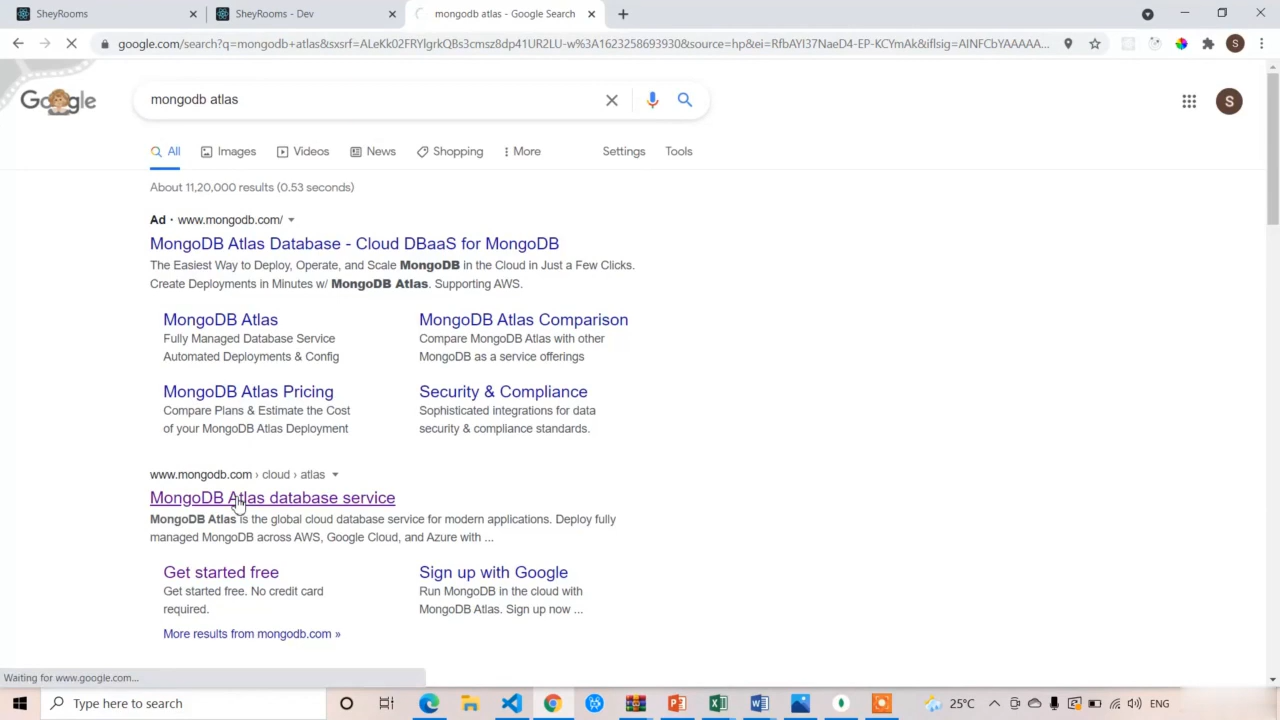 SheyRooms
SheyRooms - Dev
mongodb atlas - Google Search
google.com/search?q=mongodb+atlas&sxsrf=ALeKk02FRYlgrkQBs3cmsz8dp41UR2LU-w%3A1623258693930&source=hp&ei=RfbAYI37NaeD4-EP-KCYmAk&iflsig=AINFCbYAAAAA...
S
Google
mongodb atlas
S
All
Images
Videos
News
Shopping
More
Settings
Tools
About 11,20,000 results (0.53 seconds)
Ad · www.mongodb.com/
MongoDB Atlas Database - Cloud DBaaS for MongoDB
The Easiest Way to Deploy, Operate, and Scale MongoDB in the Cloud in Just a Few Clicks.
Create Deployments in Minutes w/ MongoDB Atlas. Supporting AWS.
MongoDB Atlas
Fully Managed Database Service
Automated Deployments & Config
MongoDB Atlas Comparison
Compare MongoDB Atlas with other
MongoDB as a service offerings
MongoDB Atlas Pricing
Compare Plans & Estimate the Cost
of your MongoDB Atlas Deployment
Security & Compliance
Sophisticated integrations for data
security & compliance standards.
www.mongodb.com › cloud › atlas
MongoDB Atlas database service
MongoDB Atlas is the global cloud database service for modern applications. Deploy fully
managed MongoDB across AWS, Google Cloud, and Azure with ...
Get started free
Get started free. No credit card
required.
Sign up with Google
Run MongoDB in the cloud with
MongoDB Atlas. Sign up now ...
More results from mongodb.com »
Waiting for www.google.com...
Type here to search
25°C
ENG